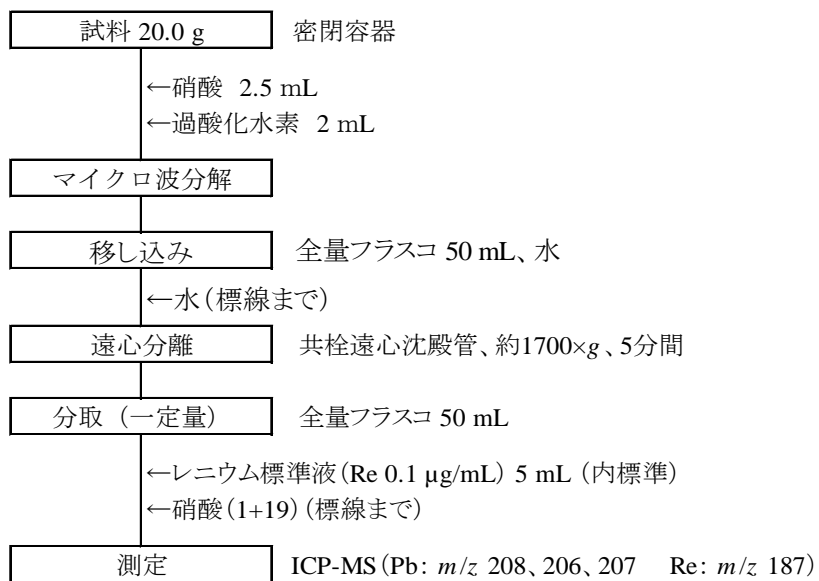 試料 20.0 g 密閉容器
←硝酸 2.5 mL
←過酸化水素 2 mL
マイクロ波分解
移し込み 全量フラスコ 50 mL、水
←水（標線まで）
遠心分離 共栓遠心沈殿管、約1700×g、5分間
分取（一定量） 全量フラスコ 50 mL
←レニウム標準液（Re 0.1 µg/mL）5 mL（内標準）
←硝酸（1+19）（標線まで）
測定 ICP-MS（Pb: m/z 208、206、207 Re: m/z 187）